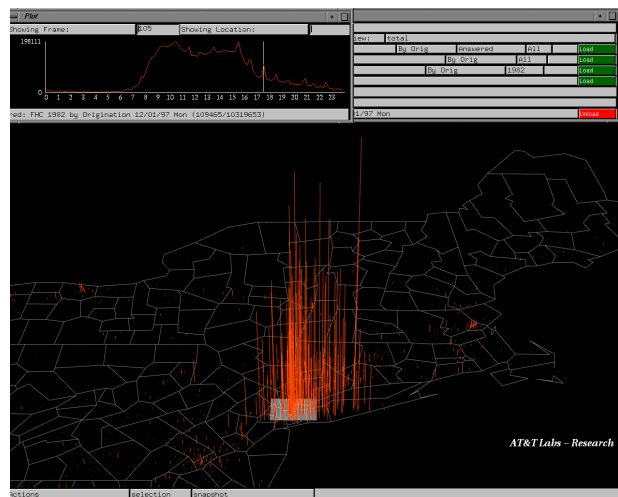 Plot
Showing Frame: 105 Showing Location:
198111
0
0 1 2 3 4 5 6 7 8 9 10 11 12 13 14 15 16 17 18 19 20 21 22 23
red: FHC 1982 by Origination 12/01/97 Mon (109465/10319653)
iew: total
By Orig Answered All Load
By Orig All Load
By Orig 1982 Load
Load
01/97 Mon Unload
AT&T Labs – Research
Actions selection snapshot